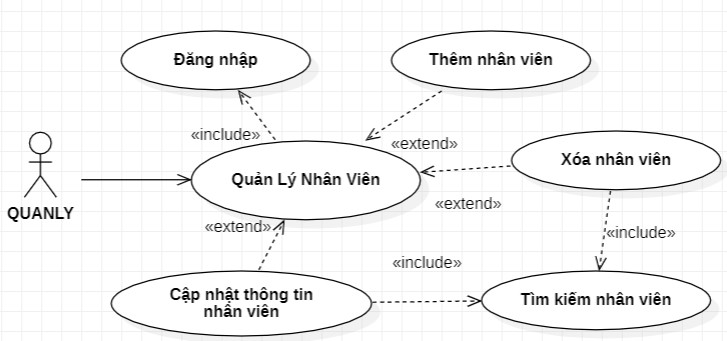 Đăng nhập
Thêm nhân viên
«include»
«extend»
Xóa nhân viên
Quản Lý Nhân Viên
«extend»
QUANLY
«extend»
«include»
«include»
Cập nhật thông tin
nhân viên
Tìm kiếm nhân viên